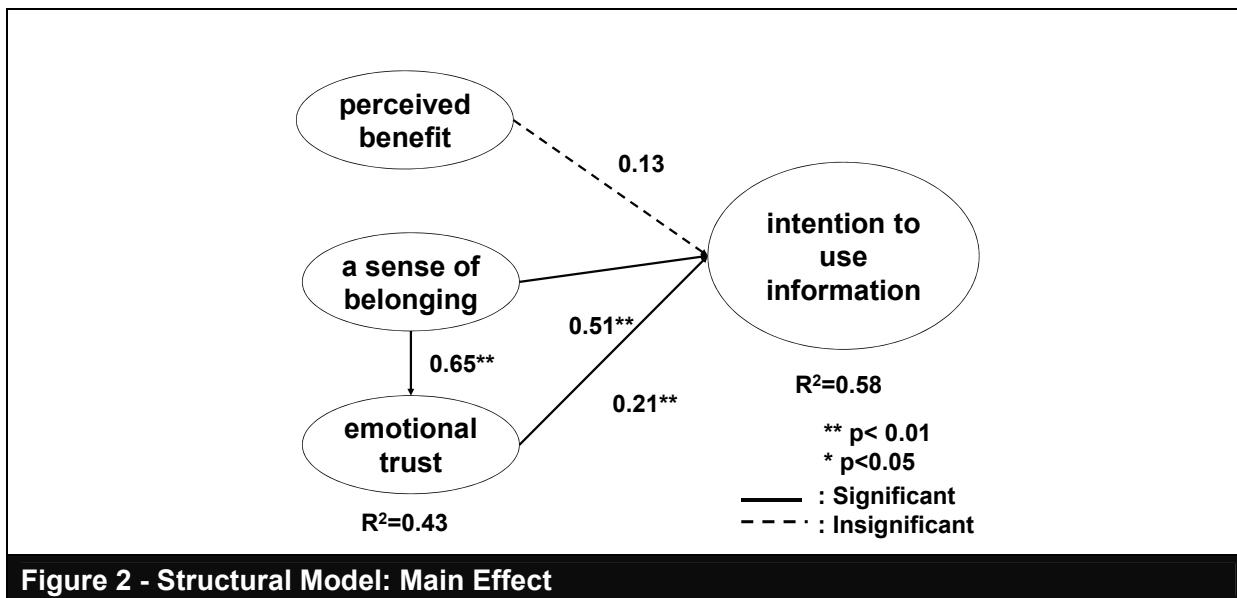 perceived
benefit
0.13
intention to
use
information
a sense of
belonging
0.51**
0.65**
R²=0.58
0.21**
emotional
trust
** p< 0.01
* p<0.05
: Significant
R²=0.43
: Insignificant
Figure 2 - Structural Model: Main Effect